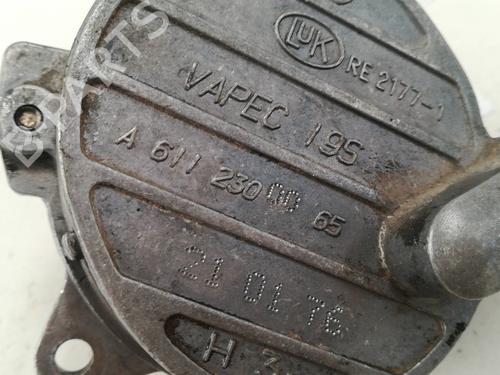 LUK
RE 2177-1
VAPEC 195
A 611 230 00 65
21 01 76
H
PARTS